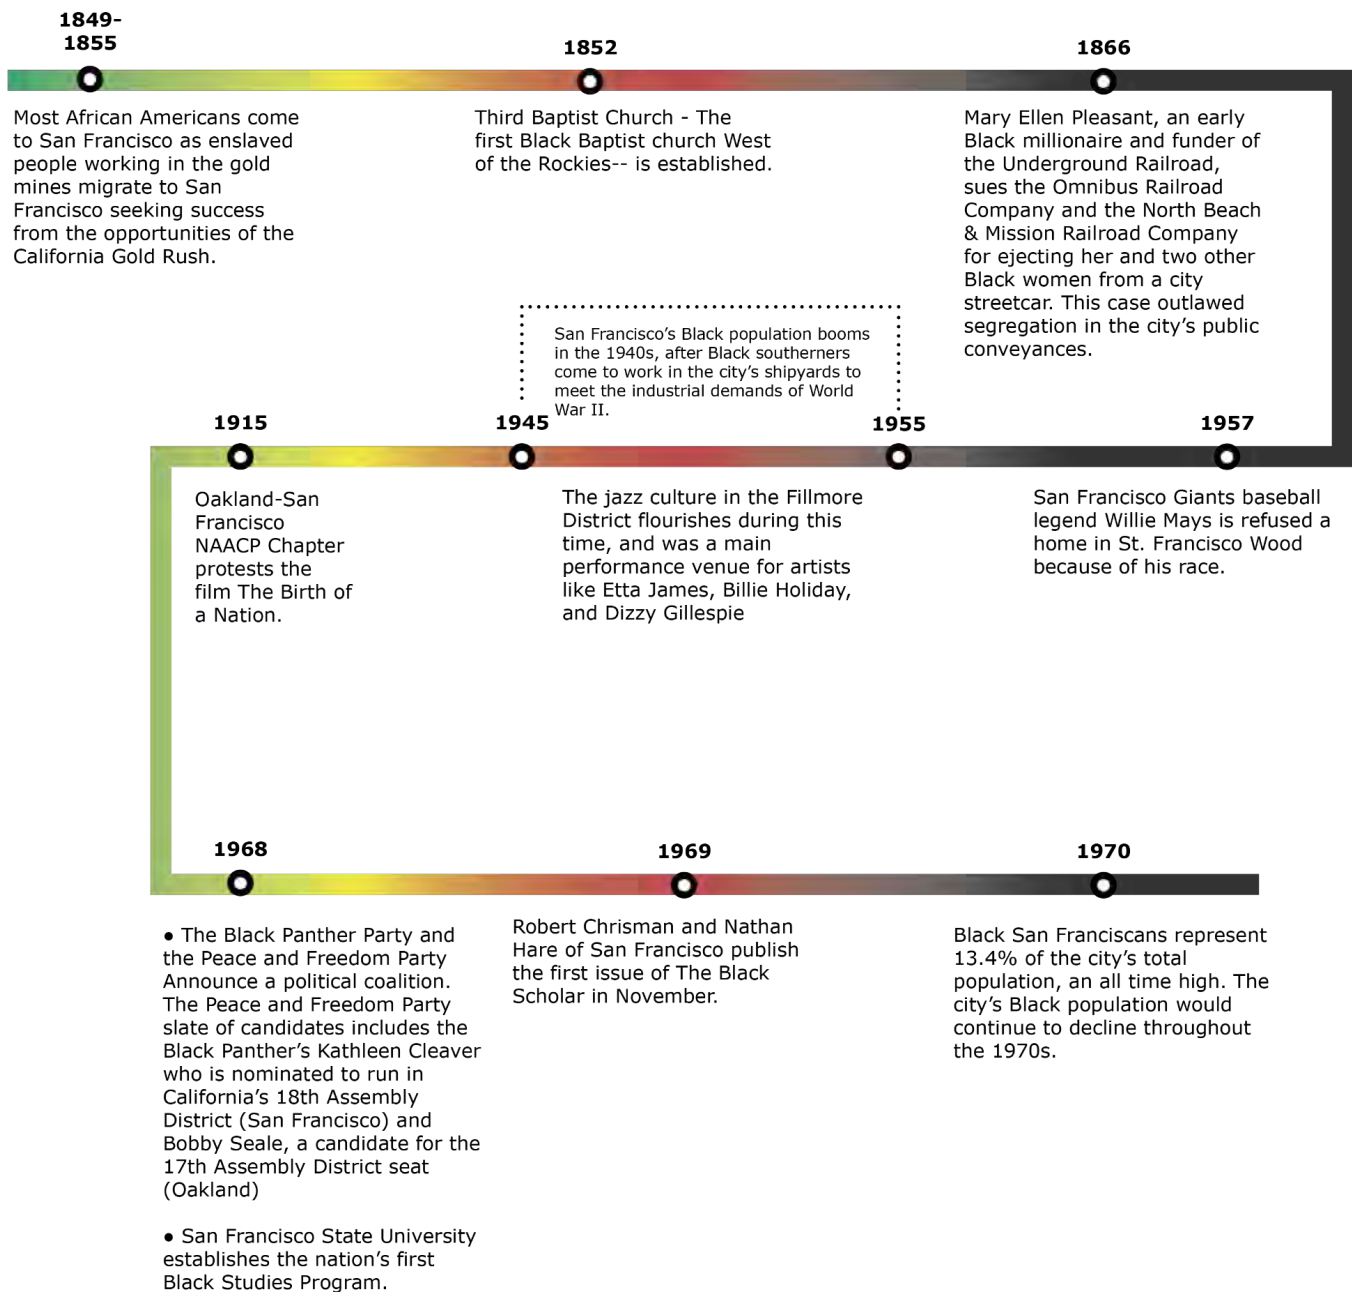 1849-
1855
Most African Americans come
to San Francisco as enslaved
people working in the gold
mines migrate to San
Francisco seeking success
from the opportunities of the
California Gold Rush.
1852
Third Baptist Church - The
first Black Baptist church West
of the Rockies-- is established.
1866
Mary Ellen Pleasant, an early
Black millionaire and funder of
the Underground Railroad,
sues the Omnibus Railroad
Company and the North Beach
& Mission Railroad Company
for ejecting her and two other
Black women from a city
streetcar. This case outlawed
segregation in the city's public
conveyances.
1915
Oakland-San
Francisco
NAACP Chapter
protests the
film The Birth of
a Nation.
1945
San Francisco's Black population booms
in the 1940s, after Black southerners
come to work in the city's shipyards to
meet the industrial demands of World
War II.
1955
The jazz culture in the Fillmore
District flourishes during this
time, and was a main
performance venue for artists
like Etta James, Billie Holiday,
and Dizzy Gillespie
1957
San Francisco Giants baseball
legend Willie Mays is refused a
home in St. Francisco Wood
because of his race.
1968
● The Black Panther Party and
the Peace and Freedom Party
Announce a political coalition.
The Peace and Freedom Party
slate of candidates includes the
Black Panther's Kathleen Cleaver
who is nominated to run in
California's 18th Assembly
District (San Francisco) and
Bobby Seale, a candidate for the
17th Assembly District seat
(Oakland)
● San Francisco State University
establishes the nation's first
Black Studies Program.
1969
Robert Chrisman and Nathan
Hare of San Francisco publish
the first issue of The Black
Scholar in November.
1970
Black San Franciscans represent
13.4% of the city's total
population, an all time high. The
city's Black population would
continue to decline throughout
the 1970s.